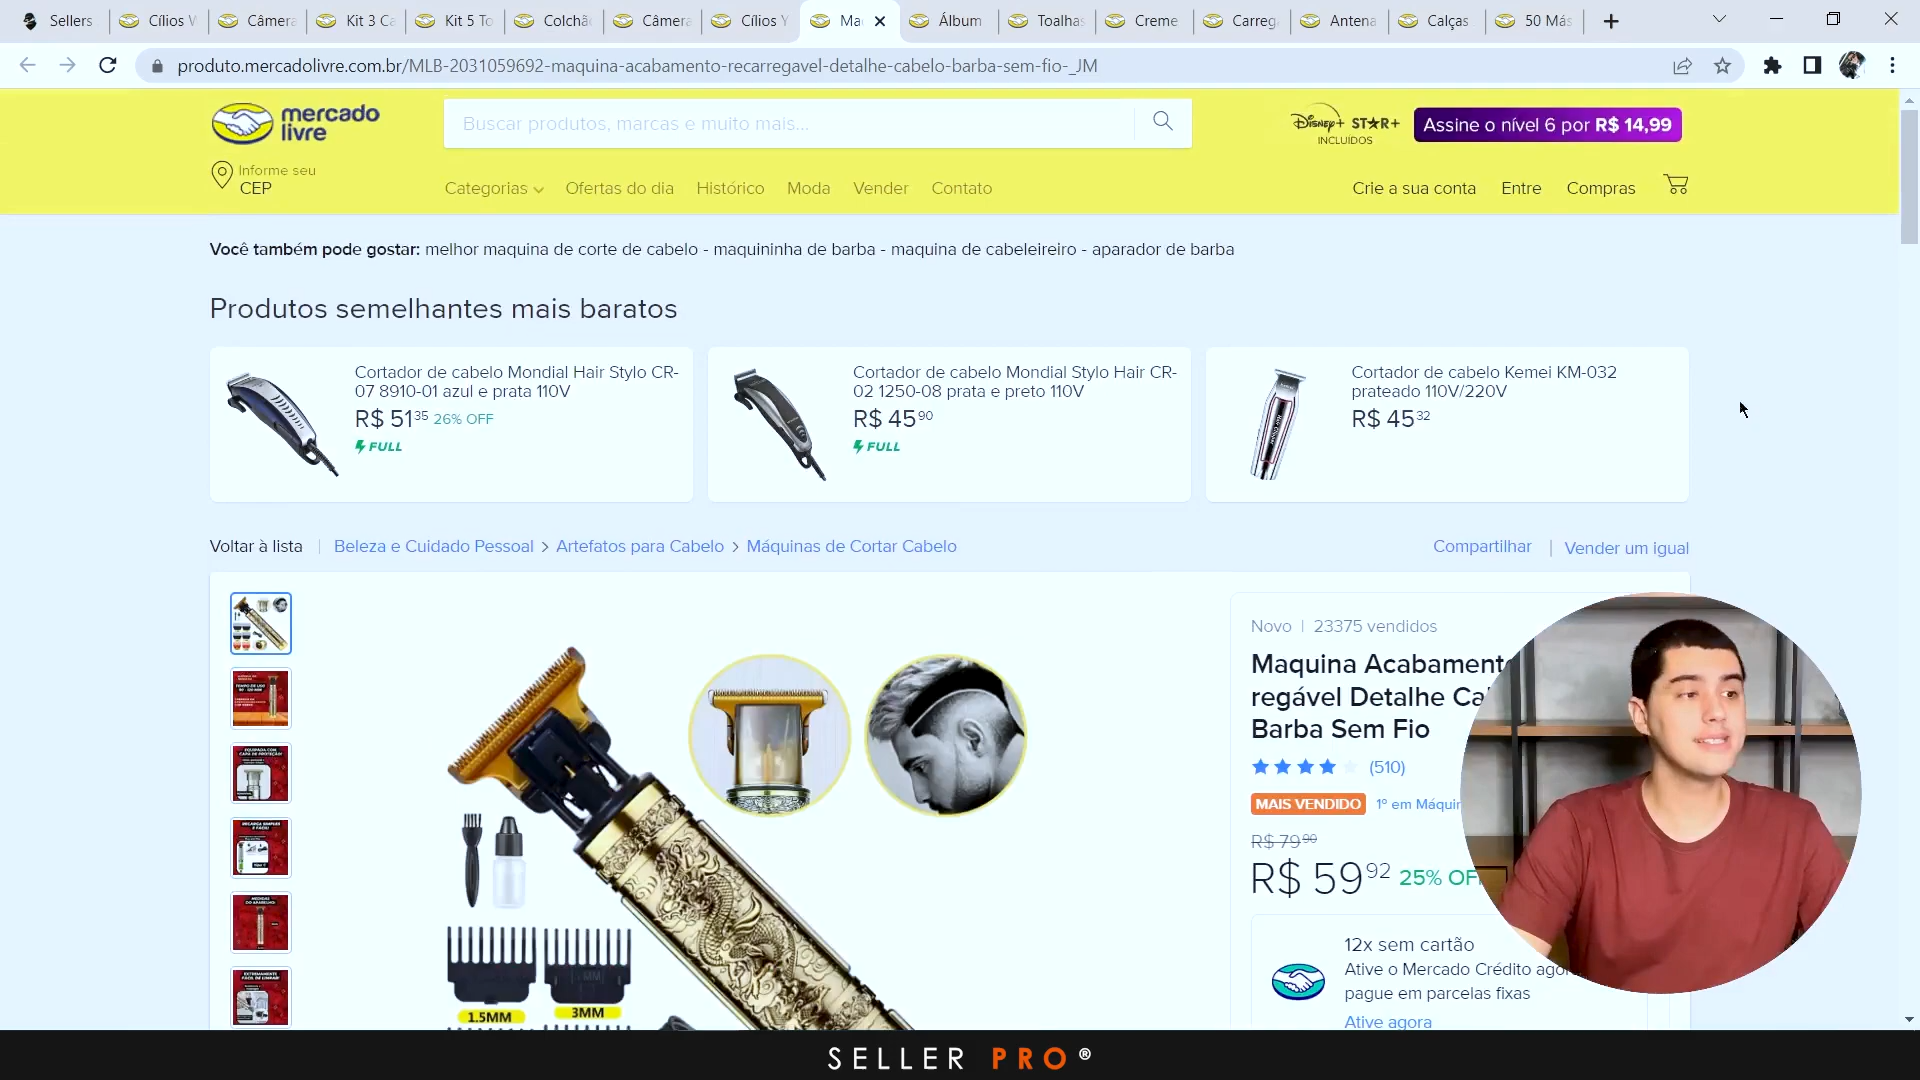 Sellers
Cílios
Câmera
Kit 3 Ca
Kit 5 To
Colchã
Câmera
Cílios
Ma
Álbum
Toalhas
Creme
Carreg
Antena
Calças
50 Más
produto.mercadolivre.com.br/MLB-2031059692-maquina-acabamento-recarregavel-detalhe-cabelo-barba-sem-fio-_JM
mercado
livre
Buscar produtos, marcas e muito mais...
Disney+ STAR+
INCLUÍDOS
Assine o nível 6 por R$ 14,99
Informe seu
CEP
Categorias Ofertas do dia Histórico Moda Vender Contato
Crie a sua conta Entre Compras
Você também pode gostar: melhor maquina de corte de cabelo - maquininha de barba - maquina de cabeleireiro - aparador de barba
Produtos semelhantes mais baratos
Cortador de cabelo Mondial Hair Stylo CR-
07 8910-01 azul e prata 110V
R$ 51 35 26% OFF
FULL
Cortador de cabelo Mondial Stylo Hair CR-
02 1250-08 prata e preto 110V
R$ 45 90
FULL
Cortador de cabelo Kemei KM-032
prateado 110V/220V
R$ 45 32
Voltar à lista | Beleza e Cuidado Pessoal > Artefatos para Cabelo > Máquinas de Cortar Cabelo
Compartilhar | Vender um igual
Novo | 23375 vendidos
Maquina Acabament
regável Detalhe Ca
Barba Sem Fio
(510)
MAIS VENDIDO 1º em Máquin
R$ 79 90
R$ 59 92 25% OFF
12x sem cartão
Ative o Mercado Crédito ago
pague em parcelas fixas
Ative agora
1.5MM
3MM
SELLER PRO ®